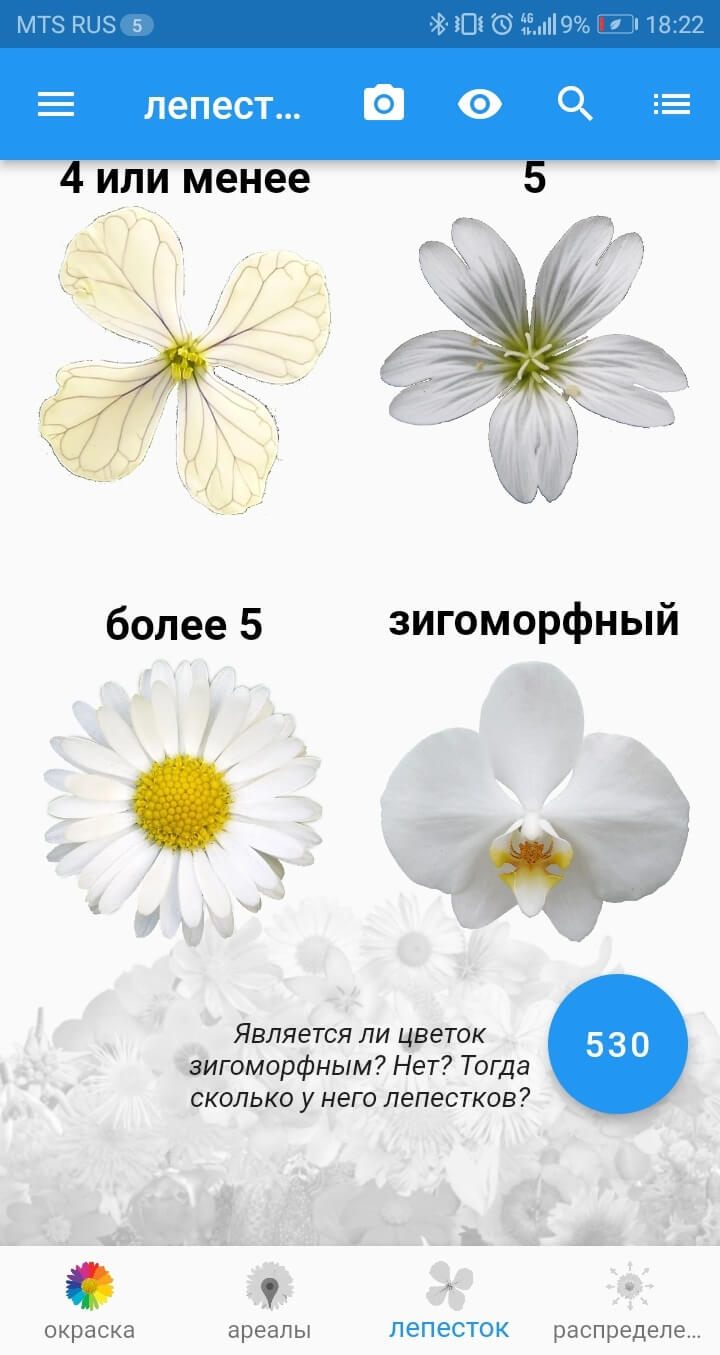 MTS RUS 5 4G 9% 18:22
лепест...
4 или менее 5
более 5 зигоморфный
Является ли цветок
зигоморфным? Нет? Тогда
сколько у него лепестков?
530
окраска ареалы лепесток распределе...